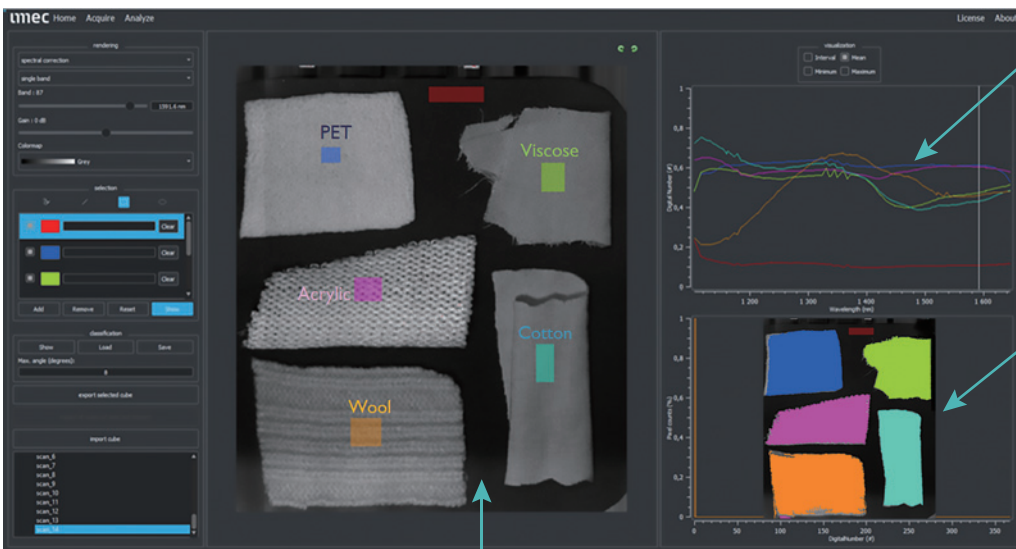 imec Home Acquire Analyze
License About
rendering
spectral correction
single band
Band : 87
1591.6 nm
Gain : 0 dB
Colormap
Grey
selection
Clear
Clear
Clear
Add Remove Reset Show
classification
Show Load Save
Max. angle (degrees):
8
export selected cube
import cube
scan_6
scan_7
scan_8
scan_9
scan_10
scan_11
scan_12
scan_13
scan_14
PET
Viscose
Acrylic
Cotton
Wool
visualization
Interval Mean
Minimum Maximum
Digital Number (#)
1
0,8
0,6
0,4
0,2
0
1 200 1 300 1 400 1 500 1 600
Wavelength (nm)
Pixel counts (%)
1
0,8
0,6
0,4
0,2
0
0 50 100 150 200 250 300 350
DigitalNumber (#)